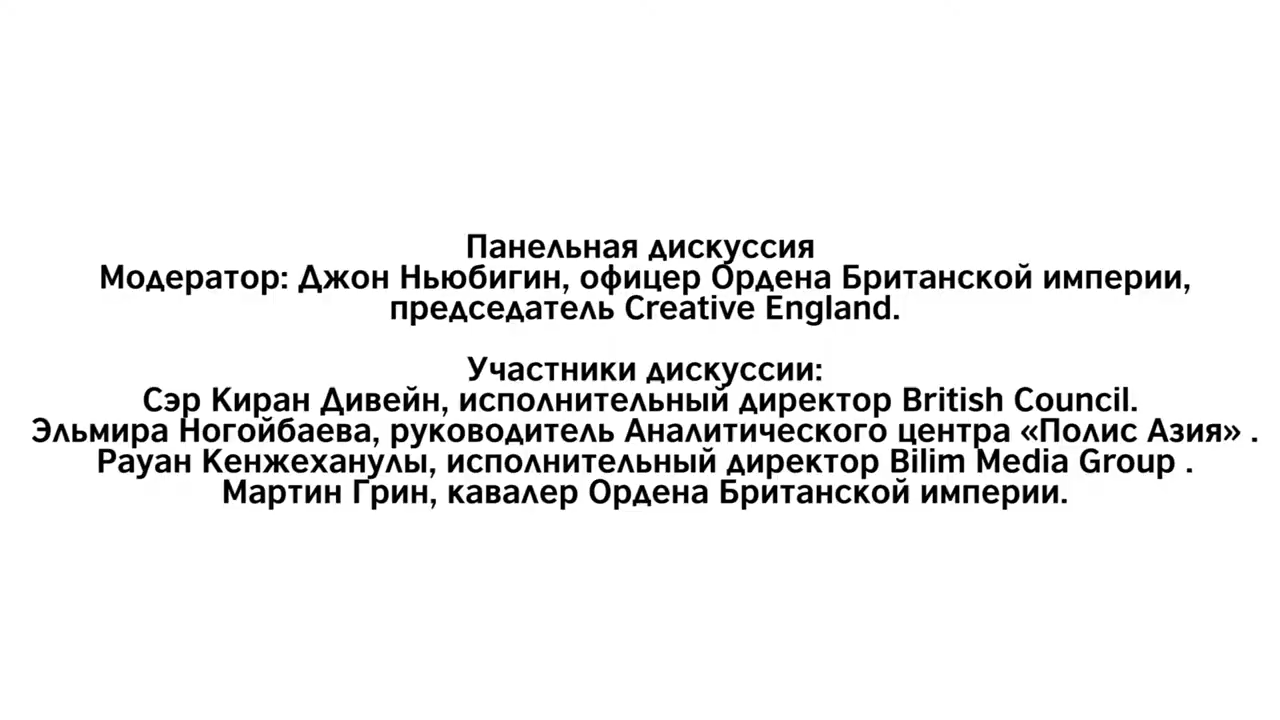 Панельная дискуссия
Модератор: Джон Ньюбигин, офицер Ордена Британской империи,
председатель Creative England.
Участники дискуссии:
Сэр Киран Дивейн, исполнительный директор British Council.
Эльмира Ногойбаева, руководитель Аналитического центра «Полис Азия» .
Рауан Кенжеханулы, исполнительный директор Bilim Media Group .
Мартин Грин, кавалер Ордена Британской империи.